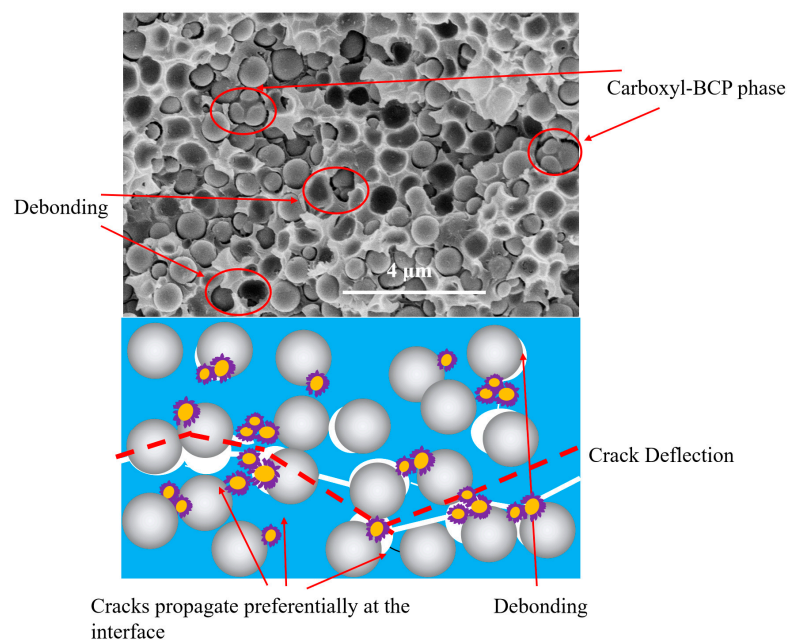 Carboxyl-BCP phase
Debonding
4 μm
Crack Deflection
Cracks propagate preferentially at the
interface
Debonding